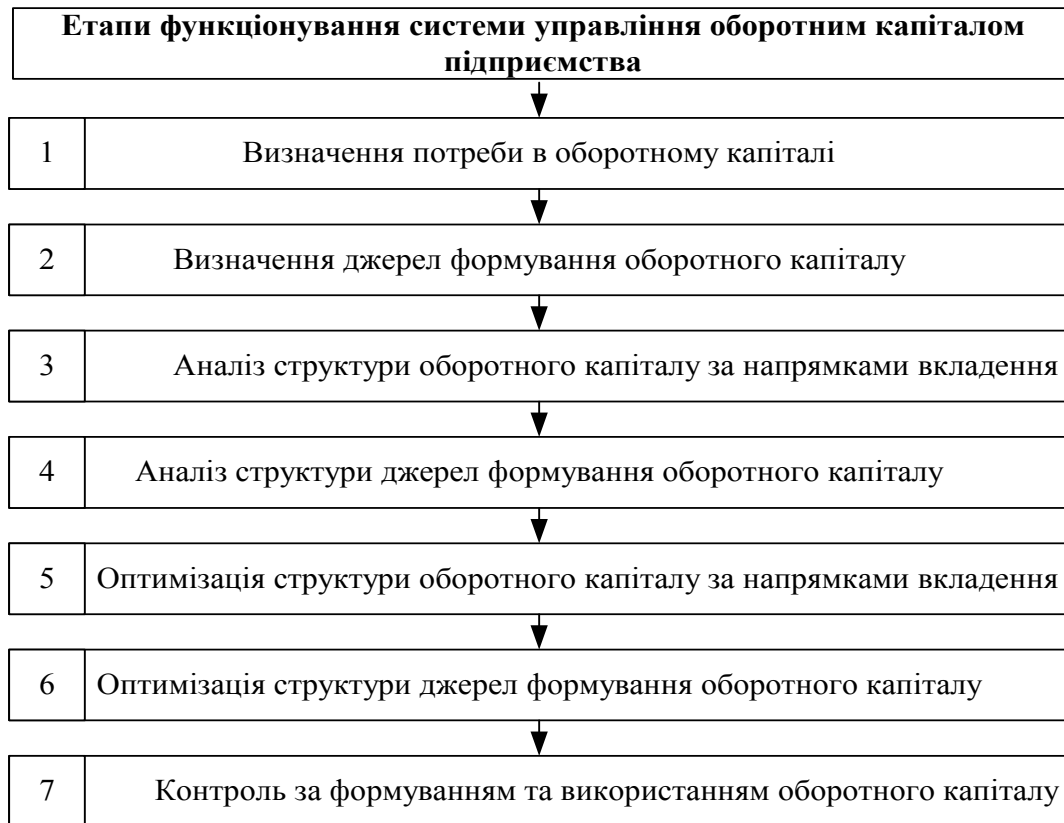 Етапи функціонування системи управління оборотним капіталом
підприємства
1 Визначення потреби в оборотному капіталі
2 Визначення джерел формування оборотного капіталу
3 Аналіз структури оборотного капіталу за напрямками вкладення
4 Аналіз структури джерел формування оборотного капіталу
5 Оптимізація структури оборотного капіталу за напрямками вкладення
6 Оптимізація структури джерел формування оборотного капіталу
7 Контроль за формуванням та використанням оборотного капіталу